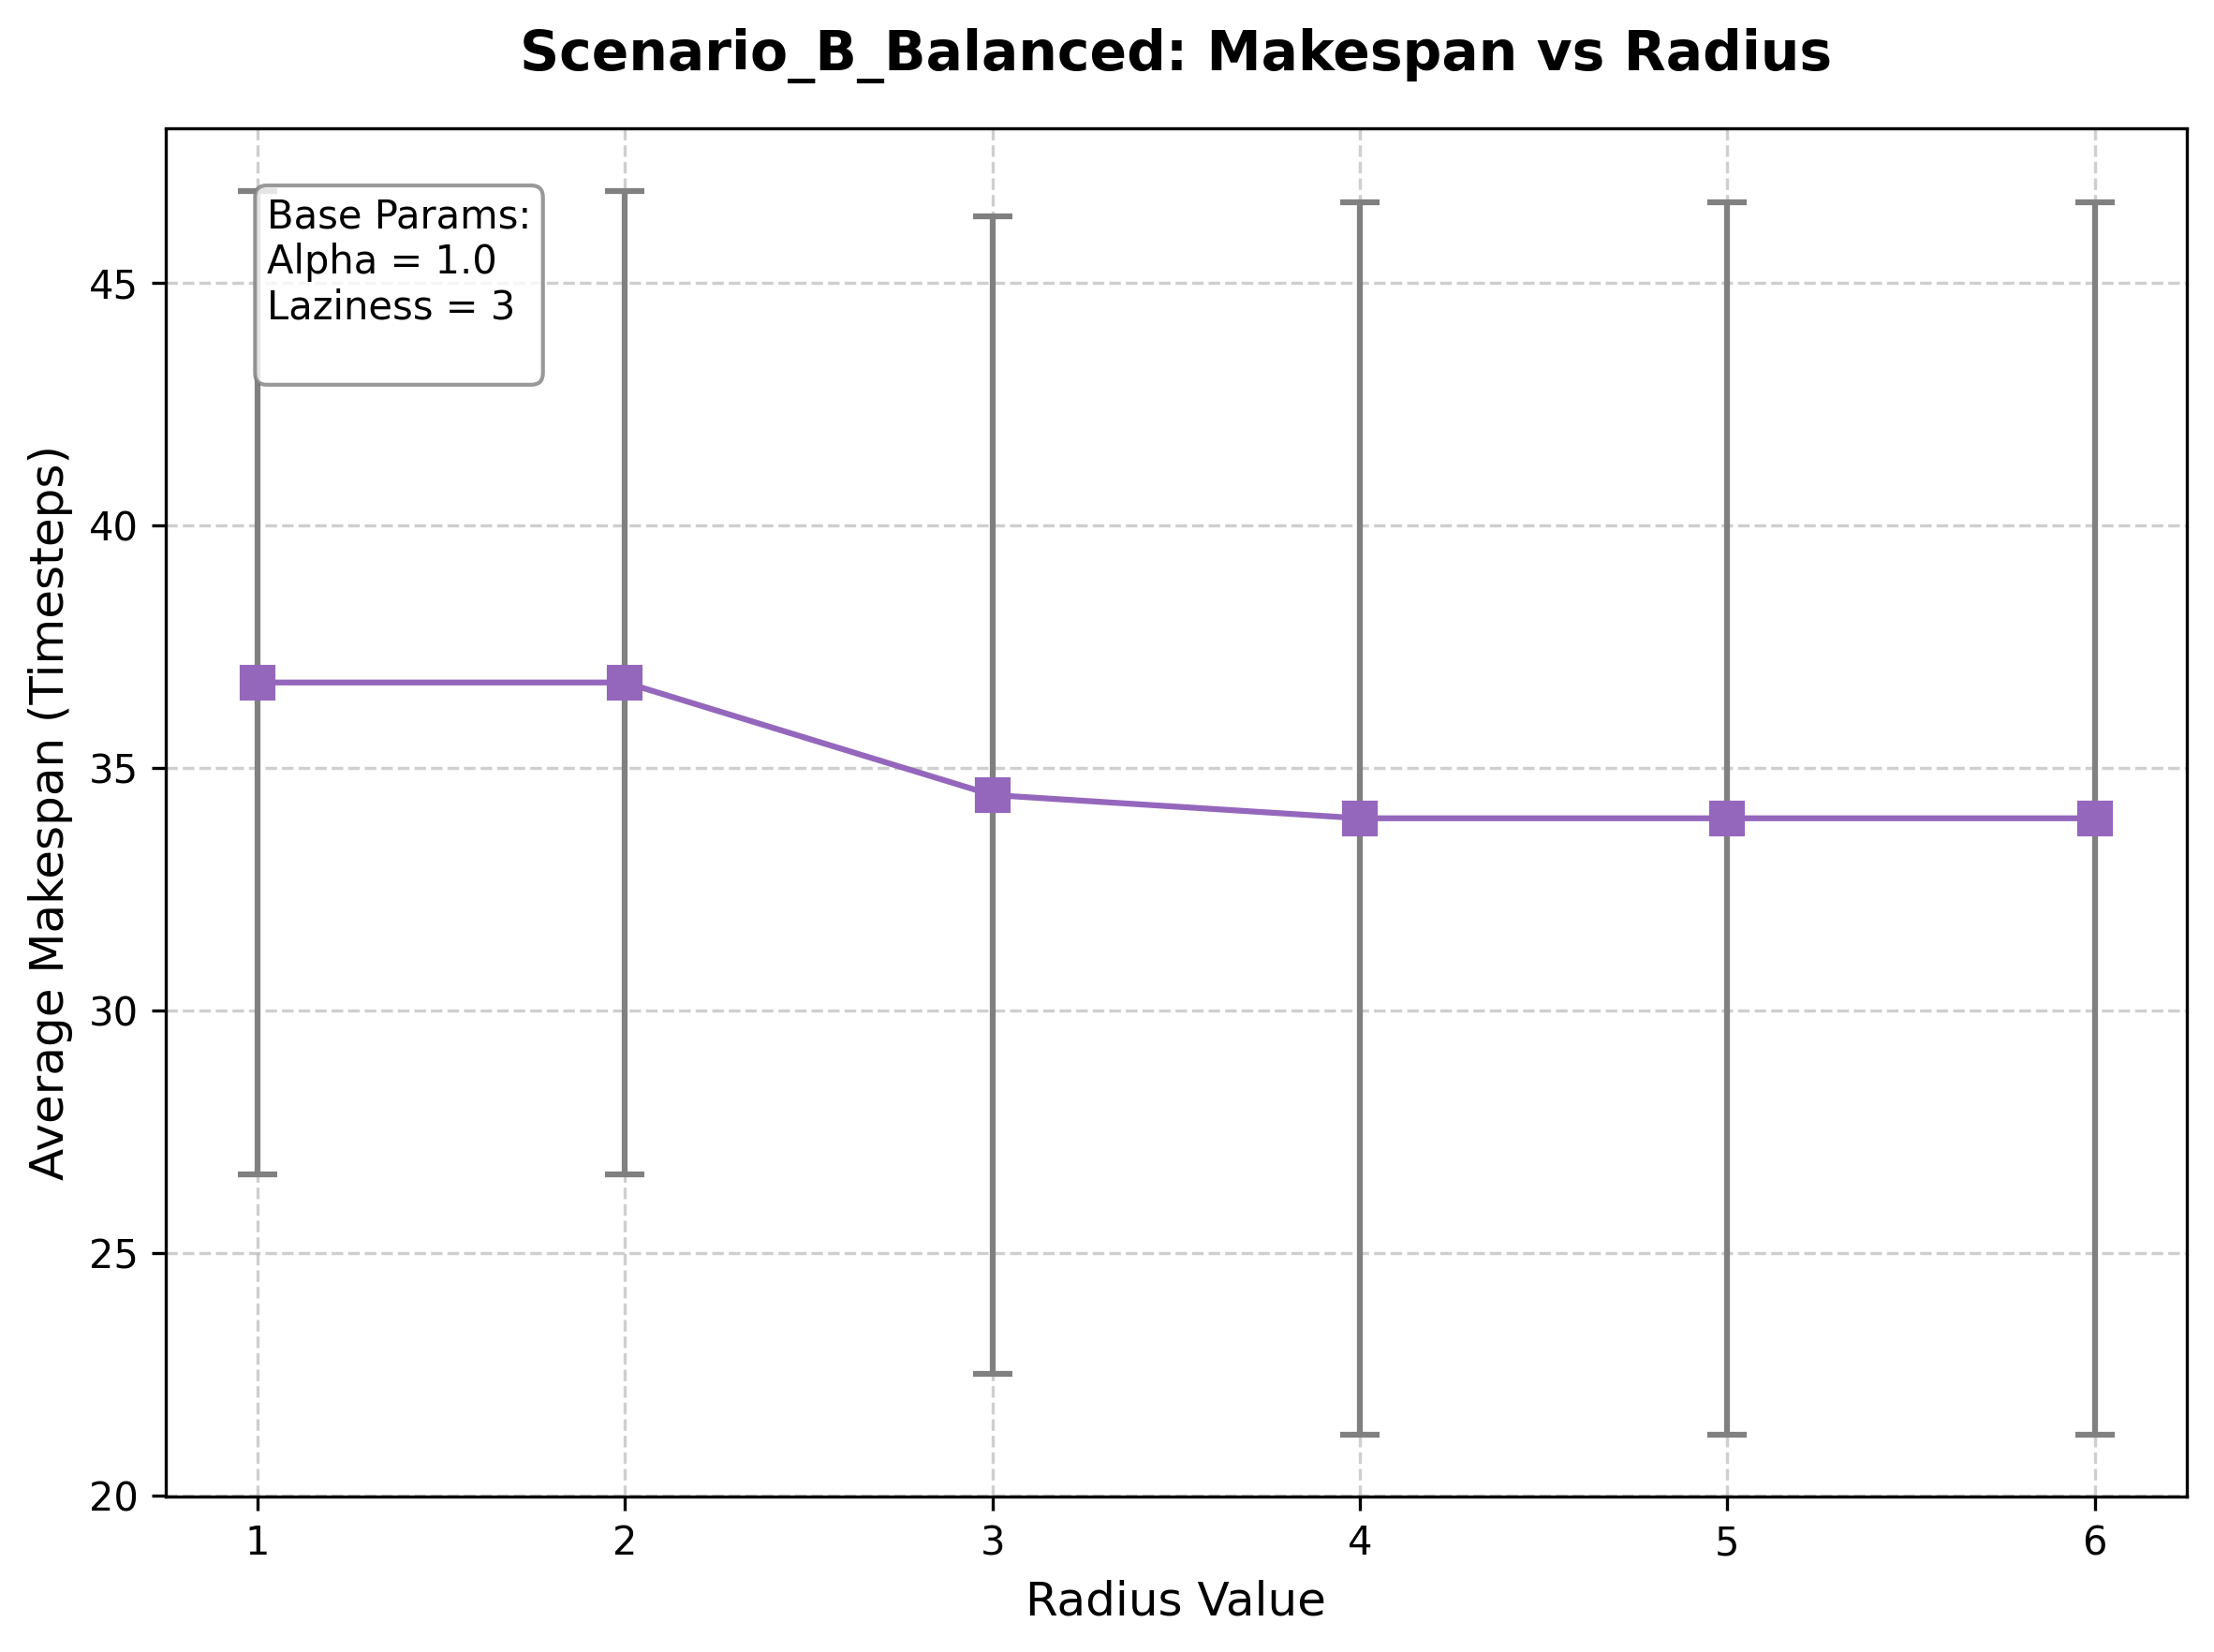 Scenario_B_Balanced: Makespan vs Radius
Base Params:
Alpha = 1.0
Laziness = 3
Average Makespan (Timesteps)
45
40
35
30
25
20
1 2 3 4 5 6
Radius Value